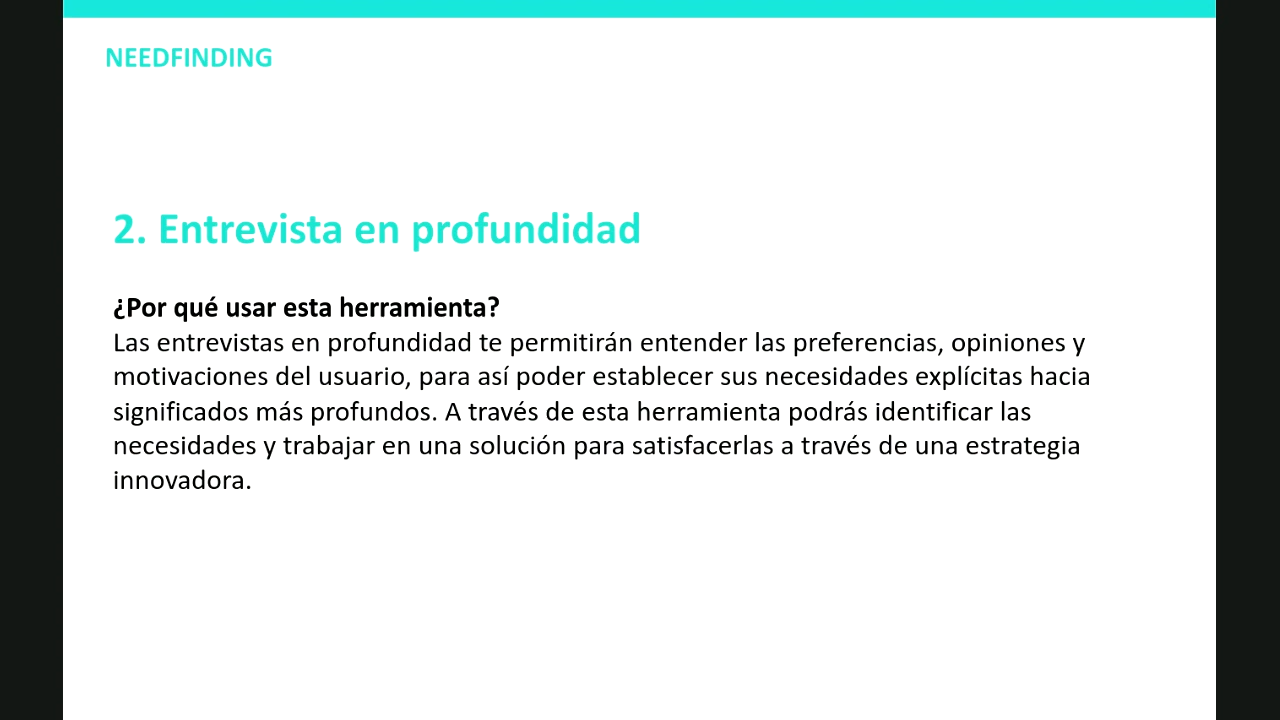 NEEDFINDING
2. Entrevista en profundidad
¿Por qué usar esta herramienta?
Las entrevistas en profundidad te permitirán entender las preferencias, opiniones y
motivaciones del usuario, para así poder establecer sus necesidades explícitas hacia
significados más profundos. A través de esta herramienta podrás identificar las
necesidades y trabajar en una solución para satisfacerlas a través de una estrategia
innovadora.